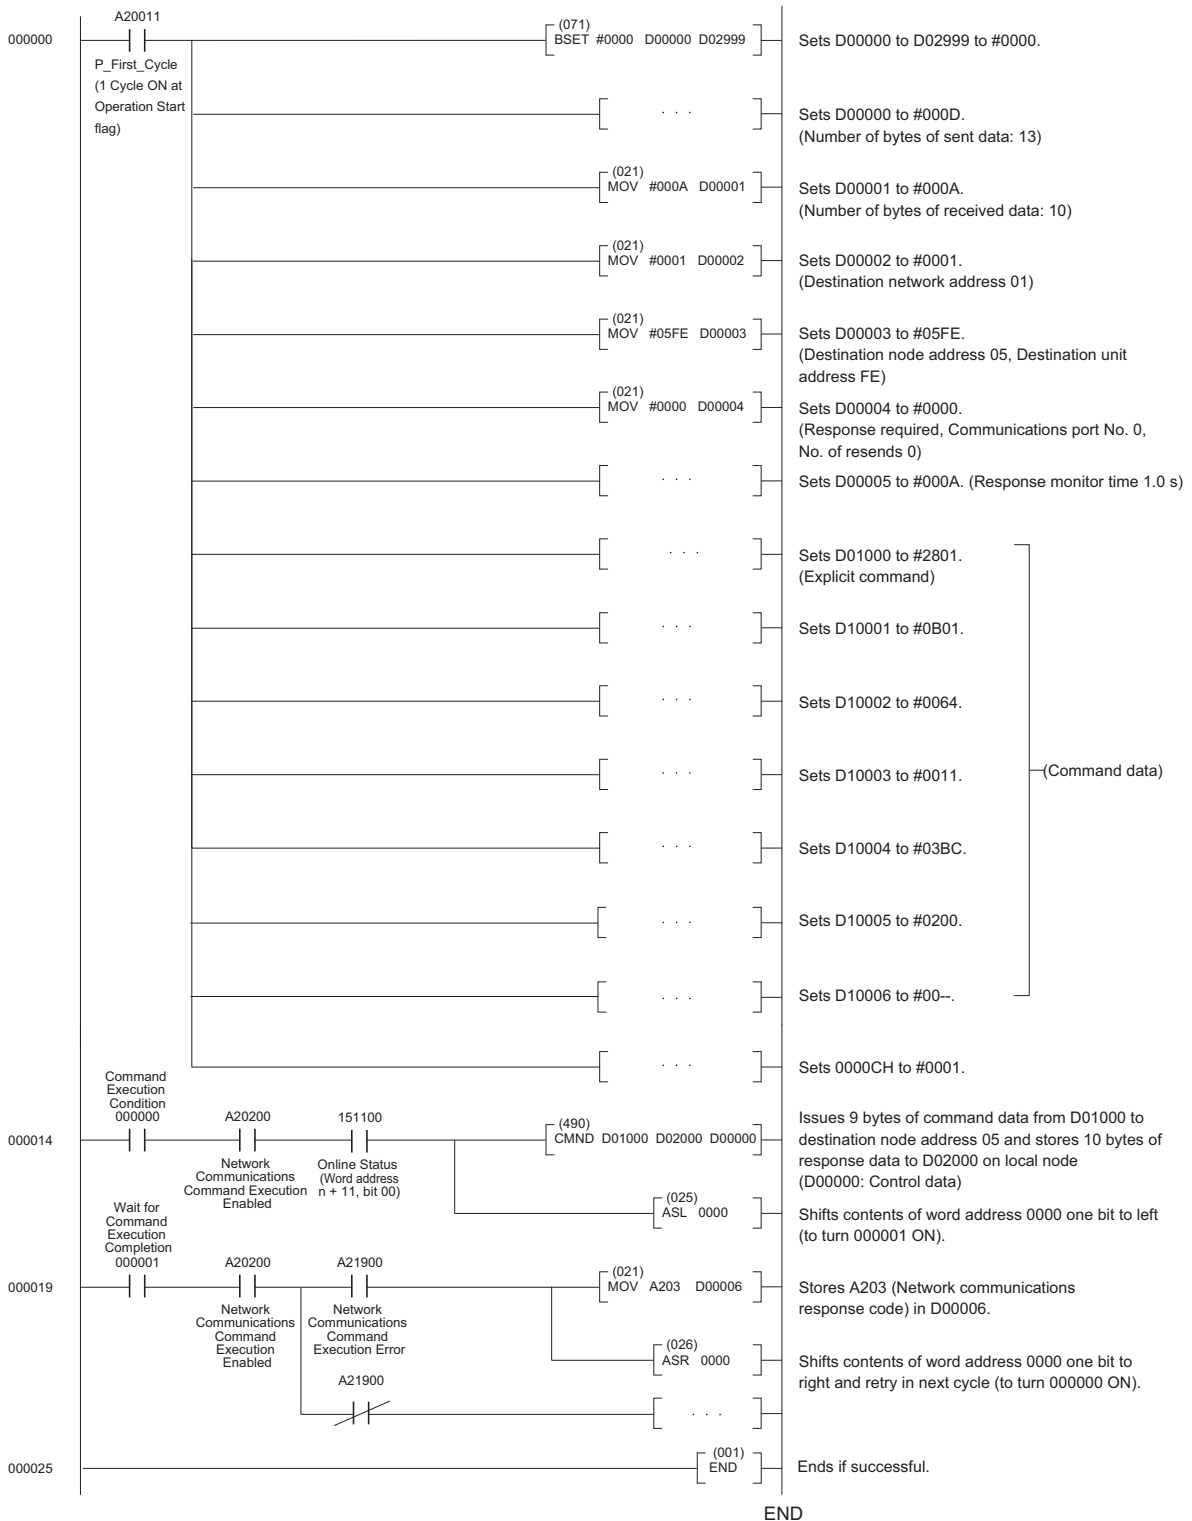 A20011
000000
P_First_Cycle
(1 Cycle ON at
Operation Start
flag)
(071)
BSET #0000 D00000 D02999
Sets D00000 to D02999 to #0000.
· · ·
Sets D00000 to #000D.
(Number of bytes of sent data: 13)
(021)
MOV #000A D00001
Sets D00001 to #000A.
(Number of bytes of received data: 10)
(021)
MOV #0001 D00002
Sets D00002 to #0001.
(Destination network address 01)
(021)
MOV #05FE D00003
Sets D00003 to #05FE.
(Destination node address 05, Destination unit
address FE)
(021)
MOV #0000 D00004
Sets D00004 to #0000.
(Response required, Communications port No. 0,
No. of resends 0)
· · ·
Sets D00005 to #000A. (Response monitor time 1.0 s)
· · ·
Sets D01000 to #2801.
(Explicit command)
· · ·
Sets D10001 to #0B01.
· · ·
Sets D10002 to #0064.
· · ·
Sets D10003 to #0011.
(Command data)
· · ·
Sets D10004 to #03BC.
· · ·
Sets D10005 to #0200.
· · ·
Sets D10006 to #00--.
· · ·
Sets 0000CH to #0001.
Command
Execution
Condition
000000
A20200
151100
000014
Network
Communications
Command Execution
Enabled
Online Status
(Word address
n + 11, bit 00)
(490)
CMND D01000 D02000 D00000
Issues 9 bytes of command data from D01000 to
destination node address 05 and stores 10 bytes of
response data to D02000 on local node
(D00000: Control data)
(025)
ASL 0000
Shifts contents of word address 0000 one bit to left
(to turn 000001 ON).
Wait for
Command
Execution
Completion
000001
A20200
A21900
000019
Network
Communications
Command
Execution
Enabled
Network
Communications
Command
Execution Error
(021)
MOV A203 D00006
Stores A203 (Network communications
response code) in D00006.
(026)
ASR 0000
Shifts contents of word address 0000 one bit to
right and retry in next cycle (to turn 000000 ON).
A21900
· · ·
000025
(001)
END
Ends if successful.
END